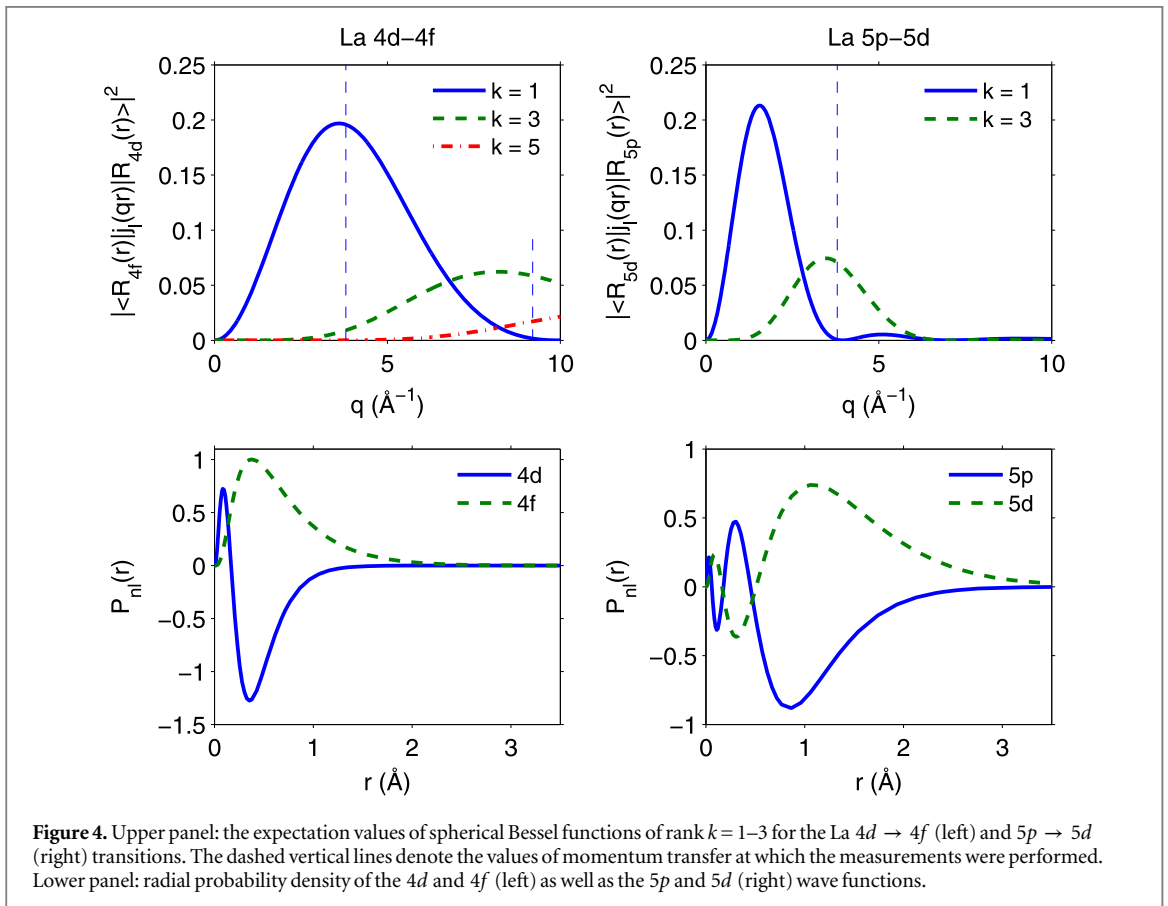 La 4d−4f
|<R4f(r)|jl(qr)|R4d(r)>|2
0.25
0.2
0.15
0.1
0.05
0
k = 1
k = 3
k = 5
0 5 10
q (Å−1)
La 5p−5d
|<R5d(r)|jl(qr)|R5p(r)>|2
0.25
0.2
0.15
0.1
0.05
0
k = 1
k = 3
0 5 10
q (Å−1)
Pnl(r)
1
0.5
0
−0.5
−1
−1.5
4d
4f
0 1 2 3
r (Å)
Pnl(r)
1
0.5
0
−0.5
−1
5p
5d
0 1 2 3
r (Å)
Figure 4. Upper panel: the expectation values of spherical Bessel functions of rank k = 1–3 for the La 4d → 4f (left) and 5p → 5d
(right) transitions. The dashed vertical lines denote the values of momentum transfer at which the measurements were performed.
Lower panel: radial probability density of the 4d and 4f (left) as well as the 5p and 5d (right) wave functions.